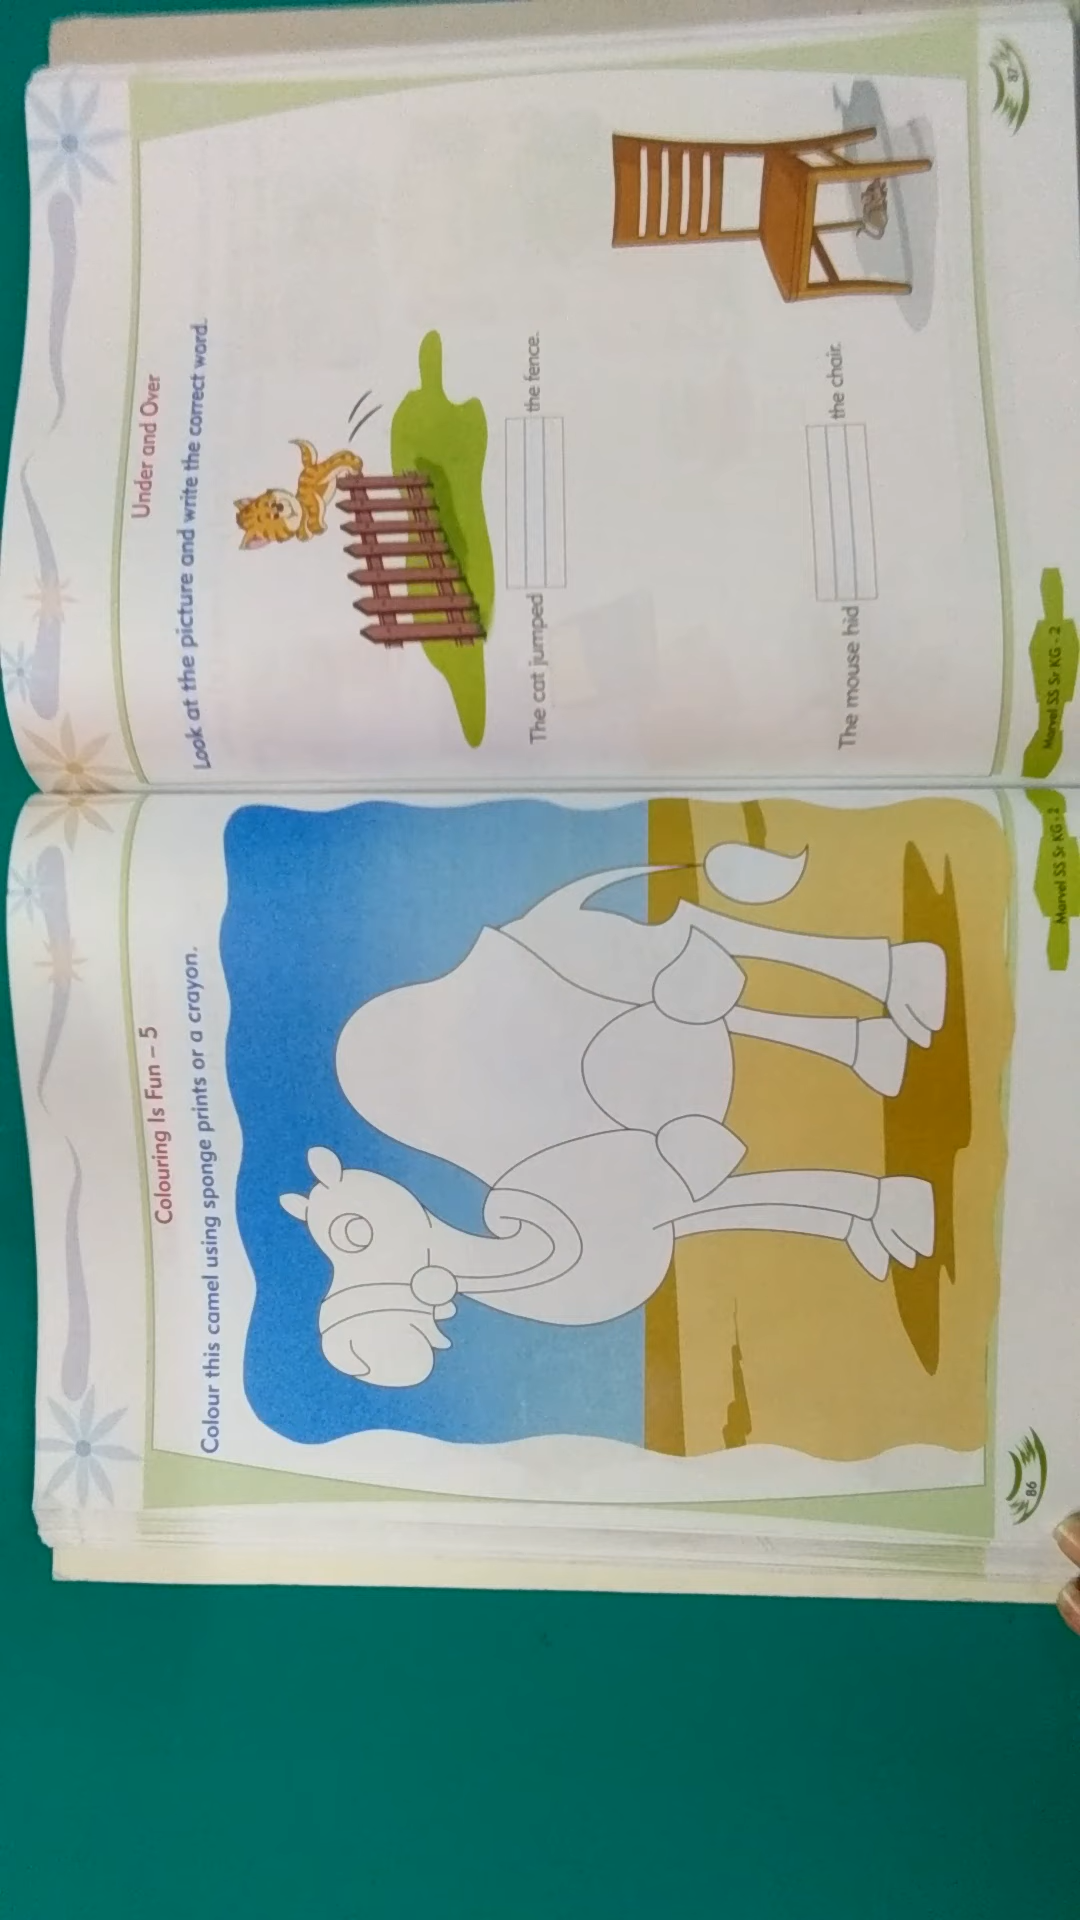 Colouring Is Fun – 5
Colour this camel using sponge prints or a crayon.
86
Marvel SS Sr KG - 2
Under and Over
Look at the picture and write the correct word.
The cat jumped the fence.
The mouse hid the chair.
Marvel SS Sr KG - 2
87